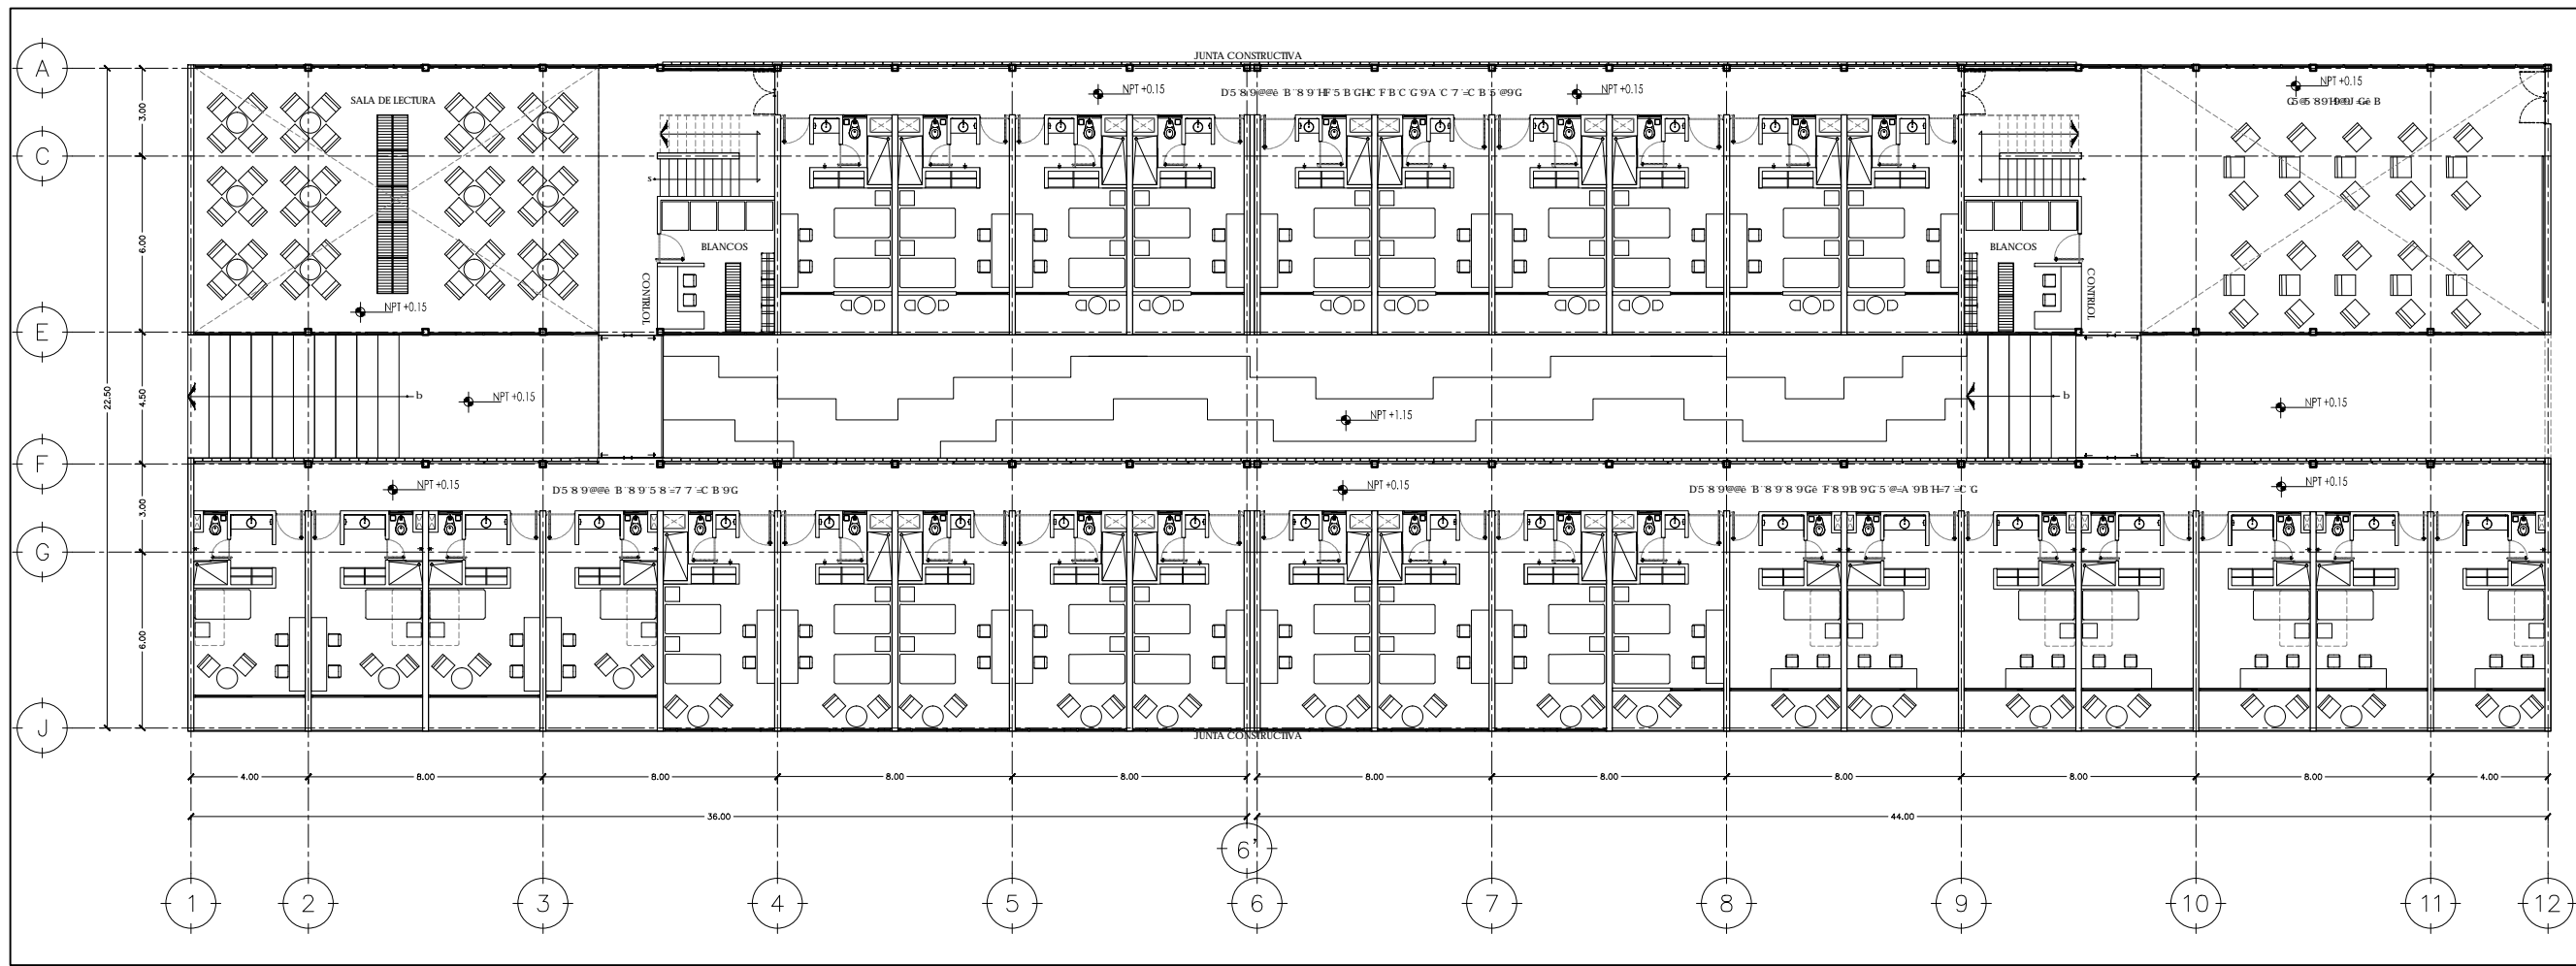 JUNTA CONSTRUCTIVA
A
SALA DE LECTURA
NPT +0.15
NPT +0.15
NPT +0.15
3.00
C
s
6.00
BLANCOS
BLANCOS
CONTROL
CONTROL
NPT +0.15
E
22.50
4.50
b
NPT +0.15
NPT +1.15
b
NPT +0.15
F
NPT +0.15
NPT +0.15
NPT +0.15
3.00
G
6.00
J
JUNTA CONSTRUCTIVA
4.00 8.00 8.00 8.00 8.00 8.00 8.00 8.00 8.00 8.00 4.00
36.00 44.00
6'
1 2 3 4 5 6 7 8 9 10 11 12